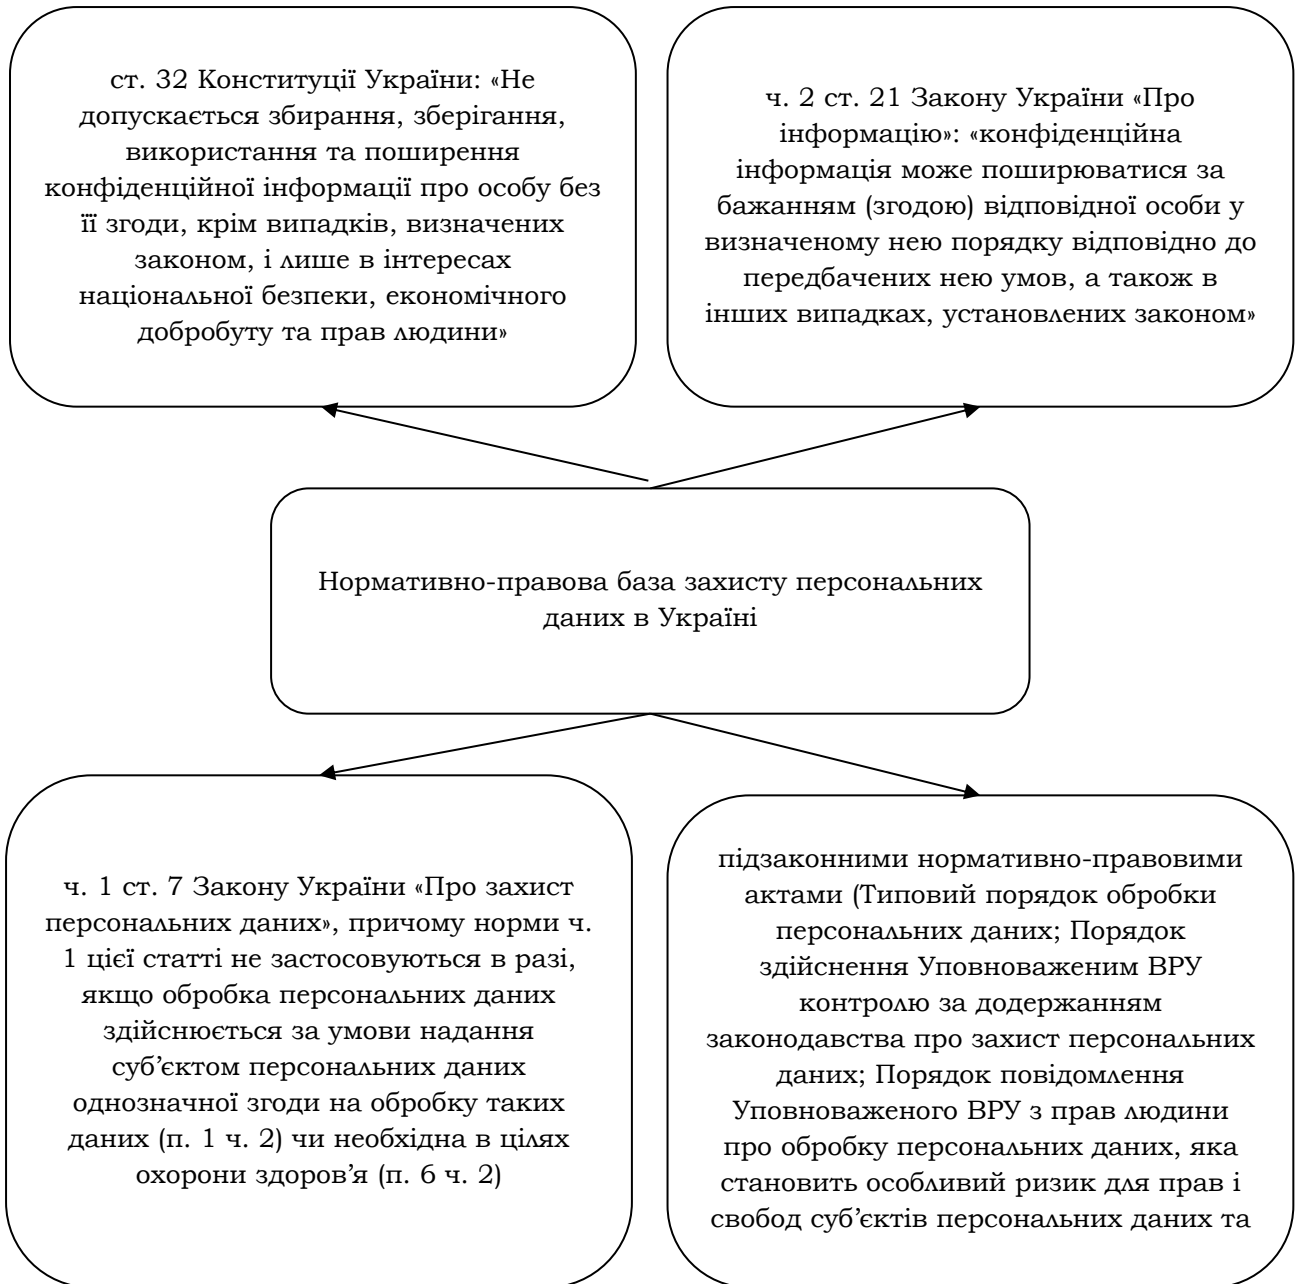 ст. 32 Конституції України: «Не
допускається збирання, зберігання,
використання та поширення
конфіденційної інформації про особу без
її згоди, крім випадків, визначених
законом, і лише в інтересах
національної безпеки, економічного
добробуту та прав людини»
ч. 2 ст. 21 Закону України «Про
інформацію»: «конфіденційна
інформація може поширюватися за
бажанням (згодою) відповідної особи у
визначеному нею порядку відповідно до
передбачених нею умов, а також в
інших випадках, установлених законом»
Нормативно-правова база захисту персональних
даних в Україні
ч. 1 ст. 7 Закону України «Про захист
персональних даних», причому норми ч.
1 цієї статті не застосовуються в разі,
якщо обробка персональних даних
здійснюється за умови надання
суб’єктом персональних даних
однозначної згоди на обробку таких
даних (п. 1 ч. 2) чи необхідна в цілях
охорони здоров’я (п. 6 ч. 2)
підзаконними нормативно-правовими
актами (Типовий порядок обробки
персональних даних; Порядок
здійснення Уповноваженим ВРУ
контролю за додержанням
законодавства про захист персональних
даних; Порядок повідомлення
Уповноваженого ВРУ з прав людини
про обробку персональних даних, яка
становить особливий ризик для прав і
свобод суб’єктів персональних даних та